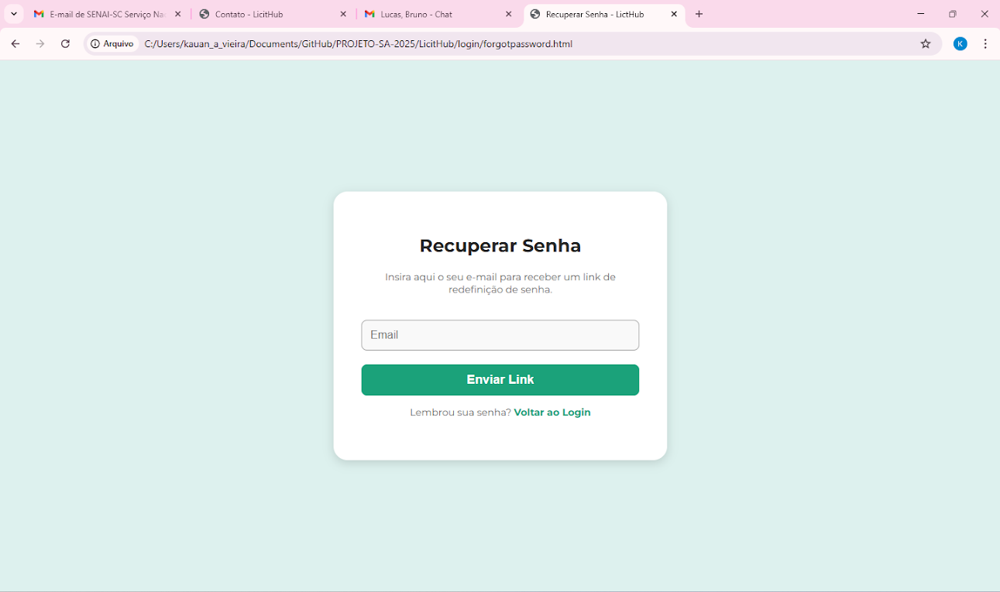 E-mail de SENAI-SC Serviço Na
Contato - LicitHub
Lucas, Bruno - Chat
Recuperar Senha - LictHub
Arquivo
C:/Users/kauan_a_vieira/Documents/GitHub/PROJETO-SA-2025/LicitHub/login/forgotpassword.html
K
Recuperar Senha
Insira aqui o seu e-mail para receber um link de
redefinição de senha.
Email
Enviar Link
Lembrou sua senha? Voltar ao Login